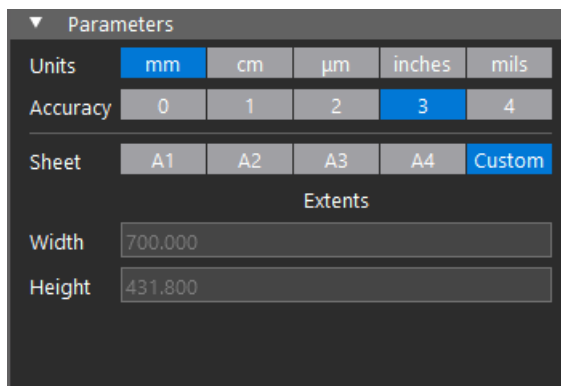 Parameters
Units mm cm µm inches mils
Accuracy 0 1 2 3 4
Sheet A1 A2 A3 A4 Custom
Extents
Width 700.000
Height 431.800